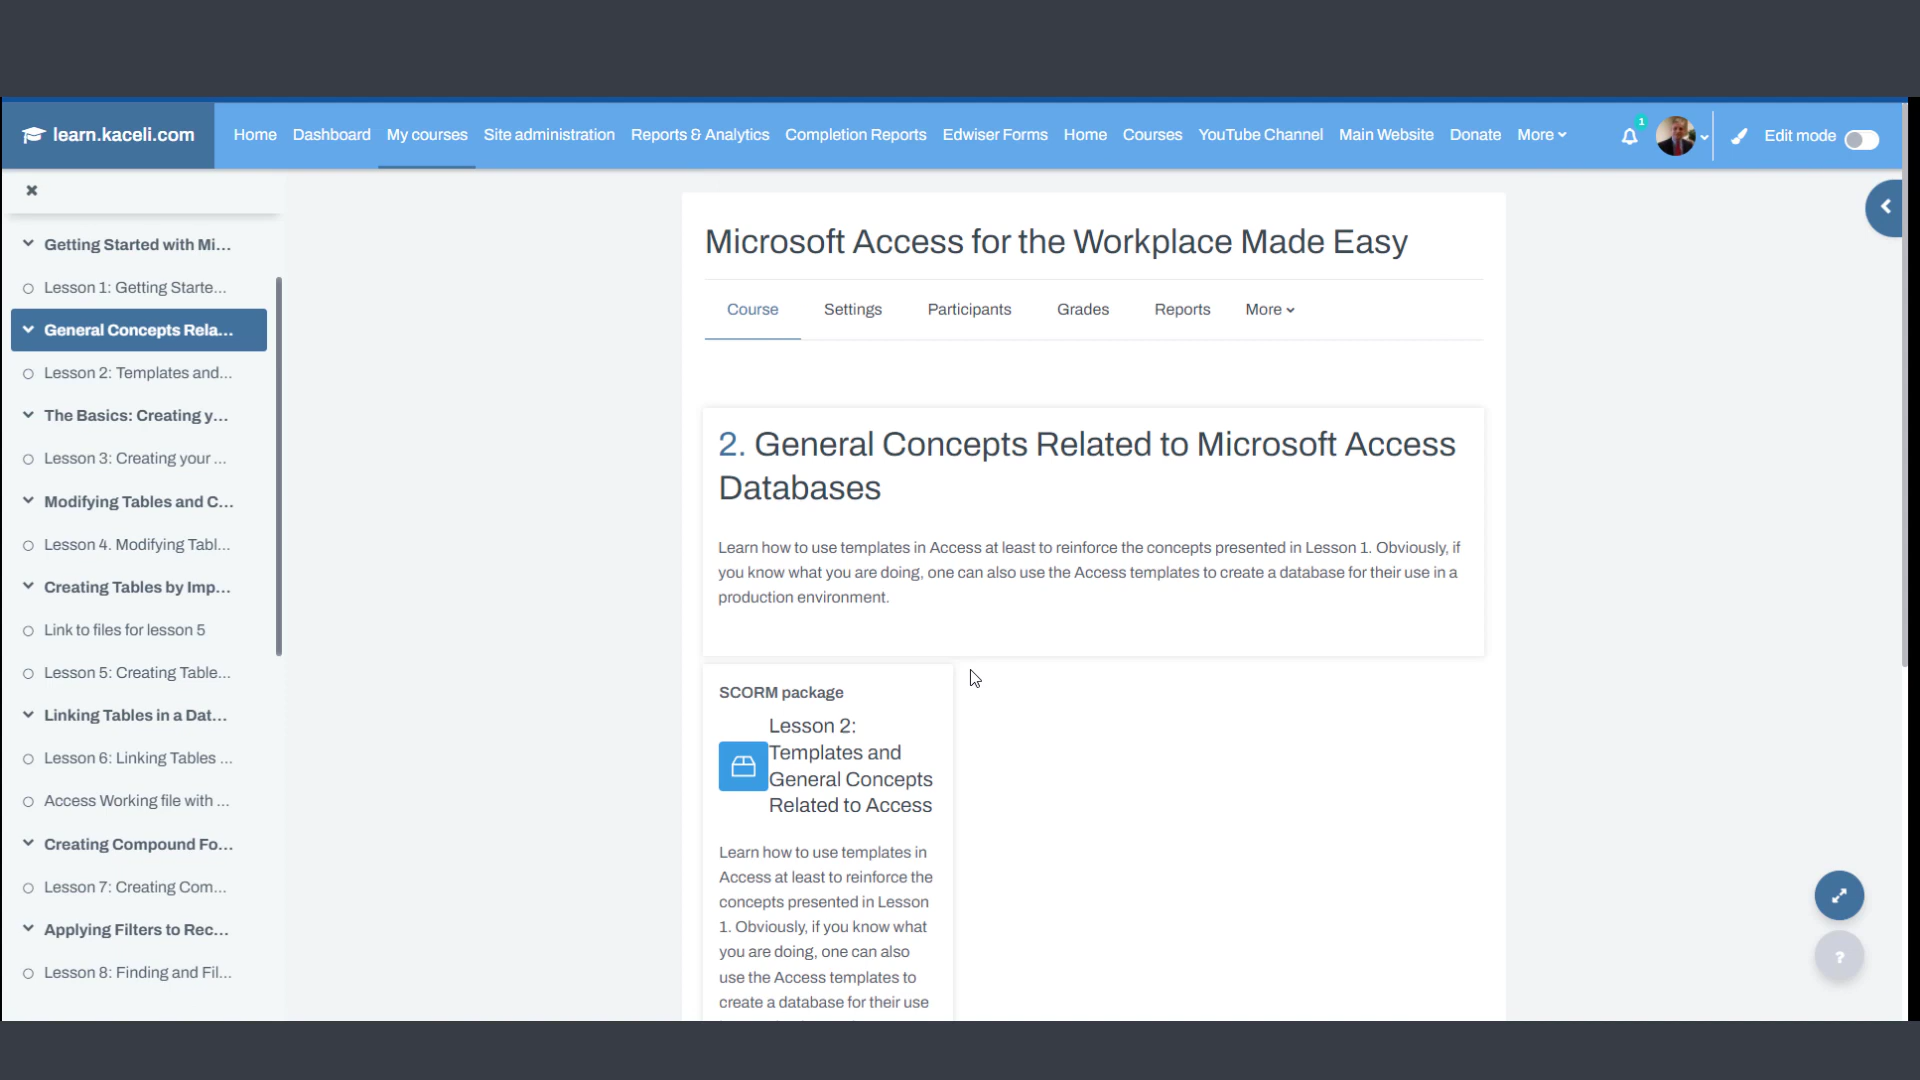 learn.kaceli.com
Home Dashboard My courses Site administration Reports & Analytics Completion Reports Edwiser Forms Home Courses YouTube Channel Main Website Donate More
1
Edit mode
Getting Started with Mi...
Lesson 1: Getting Starte...
General Concepts Rela...
Lesson 2: Templates and...
The Basics: Creating y...
Lesson 3: Creating your ...
Modifying Tables and C...
Lesson 4. Modifying Tabl...
Creating Tables by Imp...
Link to files for lesson 5
Lesson 5: Creating Table...
Linking Tables in a Dat...
Lesson 6: Linking Tables ...
Access Working file with ...
Creating Compound Fo...
Lesson 7: Creating Com...
Applying Filters to Rec...
Lesson 8: Finding and Fil...
Microsoft Access for the Workplace Made Easy
Course Settings Participants Grades Reports More
2. General Concepts Related to Microsoft Access
Databases
Learn how to use templates in Access at least to reinforce the concepts presented in Lesson 1. Obviously, if
you know what you are doing, one can also use the Access templates to create a database for their use in a
production environment.
SCORM package
Lesson 2:
Templates and
General Concepts
Related to Access
Learn how to use templates in
Access at least to reinforce the
concepts presented in Lesson
1. Obviously, if you know what
you are doing, one can also
use the Access templates to
create a database for their use
?